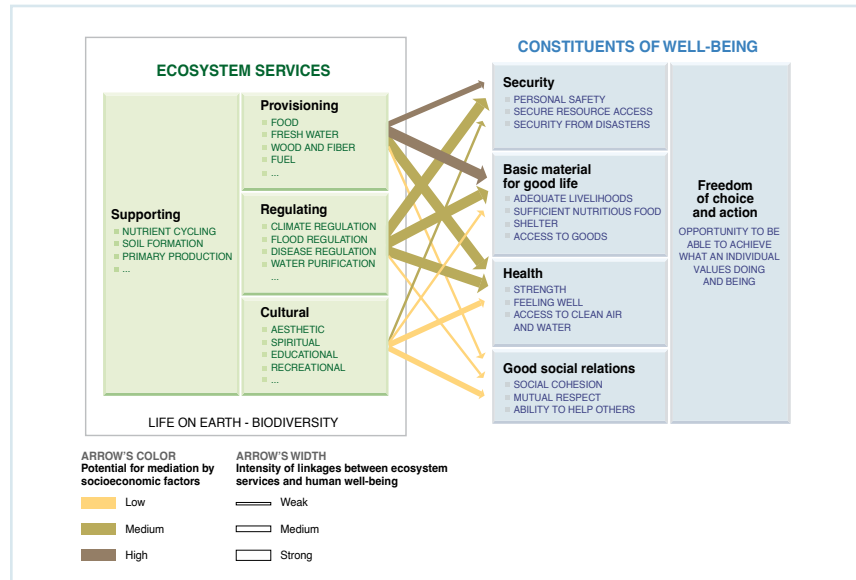 ECOSYSTEM SERVICES
Supporting
NUTRIENT CYCLING
SOIL FORMATION
PRIMARY PRODUCTION
...
Provisioning
FOOD
FRESH WATER
WOOD AND FIBER
FUEL
...
Regulating
CLIMATE REGULATION
FLOOD REGULATION
DISEASE REGULATION
WATER PURIFICATION
...
Cultural
AESTHETIC
SPIRITUAL
EDUCATIONAL
RECREATIONAL
...
LIFE ON EARTH - BIODIVERSITY
CONSTITUENTS OF WELL-BEING
Security
PERSONAL SAFETY
SECURE RESOURCE ACCESS
SECURITY FROM DISASTERS
Basic material
for good life
ADEQUATE LIVELIHOODS
SUFFICIENT NUTRITIOUS FOOD
SHELTER
ACCESS TO GOODS
Health
STRENGTH
FEELING WELL
ACCESS TO CLEAN AIR
AND WATER
Good social relations
SOCIAL COHESION
MUTUAL RESPECT
ABILITY TO HELP OTHERS
Freedom
of choice
and action
OPPORTUNITY TO BE
ABLE TO ACHIEVE
WHAT AN INDIVIDUAL
VALUES DOING
AND BEING
ARROW'S COLOR
Potential for mediation by
socioeconomic factors
Low
Medium
High
ARROW'S WIDTH
Intensity of linkages between ecosystem
services and human well-being
Weak
Medium
Strong